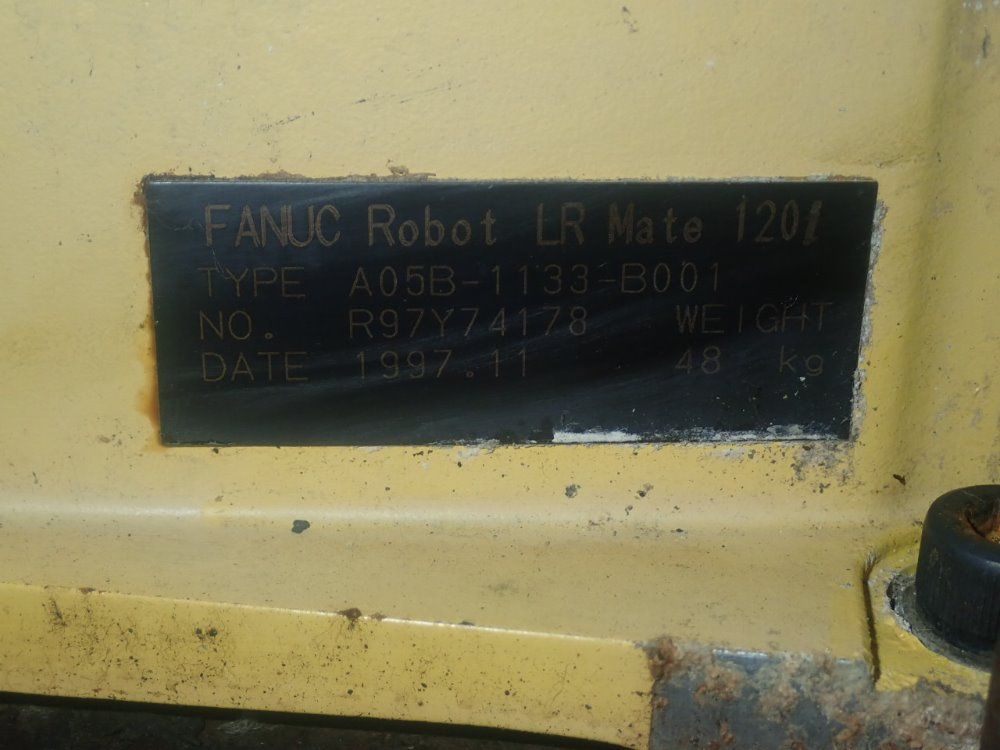 FANUC Robot LR Mate 120i
TYPE A05B-1133-B001
NO. R97Y74178 WEIGHT
DATE 1997.11 48 kg